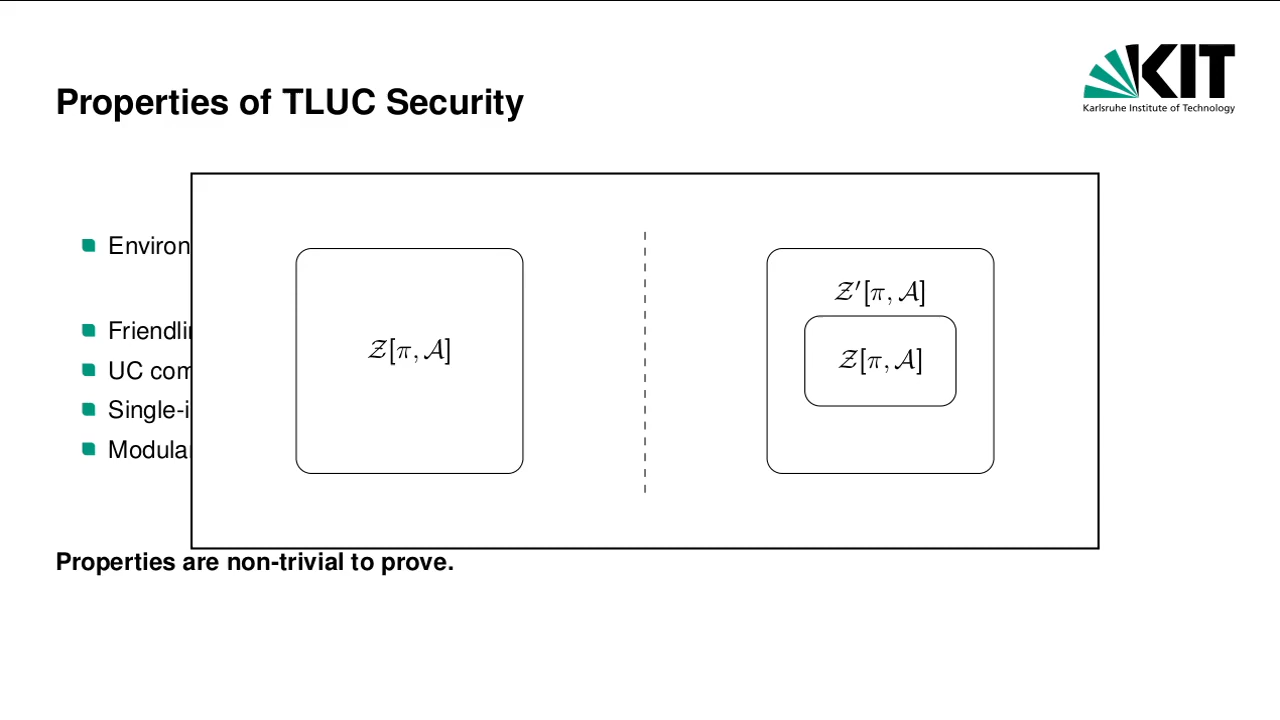 KIT
Karlsruhe Institute of Technology
Properties of TLUC Security
Environ
Friendli
UC com
Single-i
Modular
𝒵[π, 𝒜]
𝒵′[π, 𝒜]
𝒵[π, 𝒜]
Properties are non-trivial to prove.